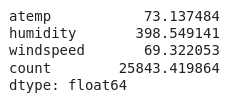 atemp           73.137484
humidity       398.549141
windspeed       69.322053
count        25843.419864
dtype: float64